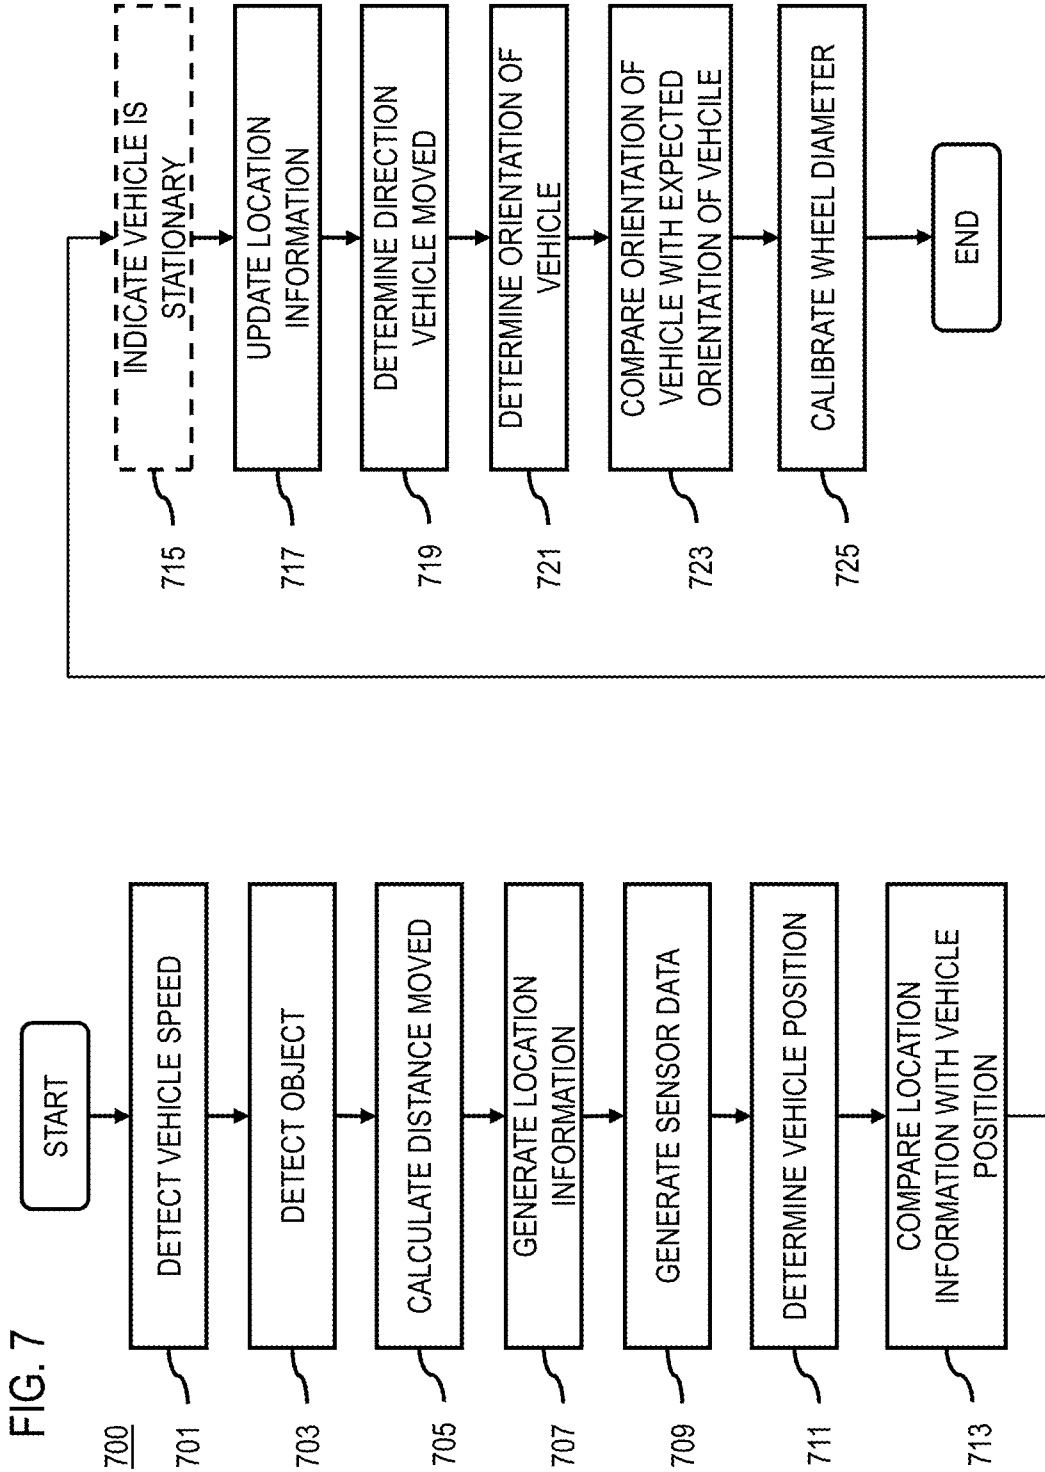 FIG. 7
700
START
701
DETECT VEHICLE SPEED
703
DETECT OBJECT
705
CALCULATE DISTANCE MOVED
707
GENERATE LOCATION
INFORMATION
709
GENERATE SENSOR DATA
711
DETERMINE VEHICLE POSITION
713
COMPARE LOCATION
INFORMATION WITH VEHICLE
POSITION
715
INDICATE VEHICLE IS
STATIONARY
717
UPDATE LOCATION
INFORMATION
719
DETERMINE DIRECTION
VEHICLE MOVED
721
DETERMINE ORIENTATION OF
VEHICLE
723
COMPARE ORIENTATION OF
VEHICLE WITH EXPECTED
ORIENTATION OF VEHCILE
725
CALIBRATE WHEEL DIAMETER
END